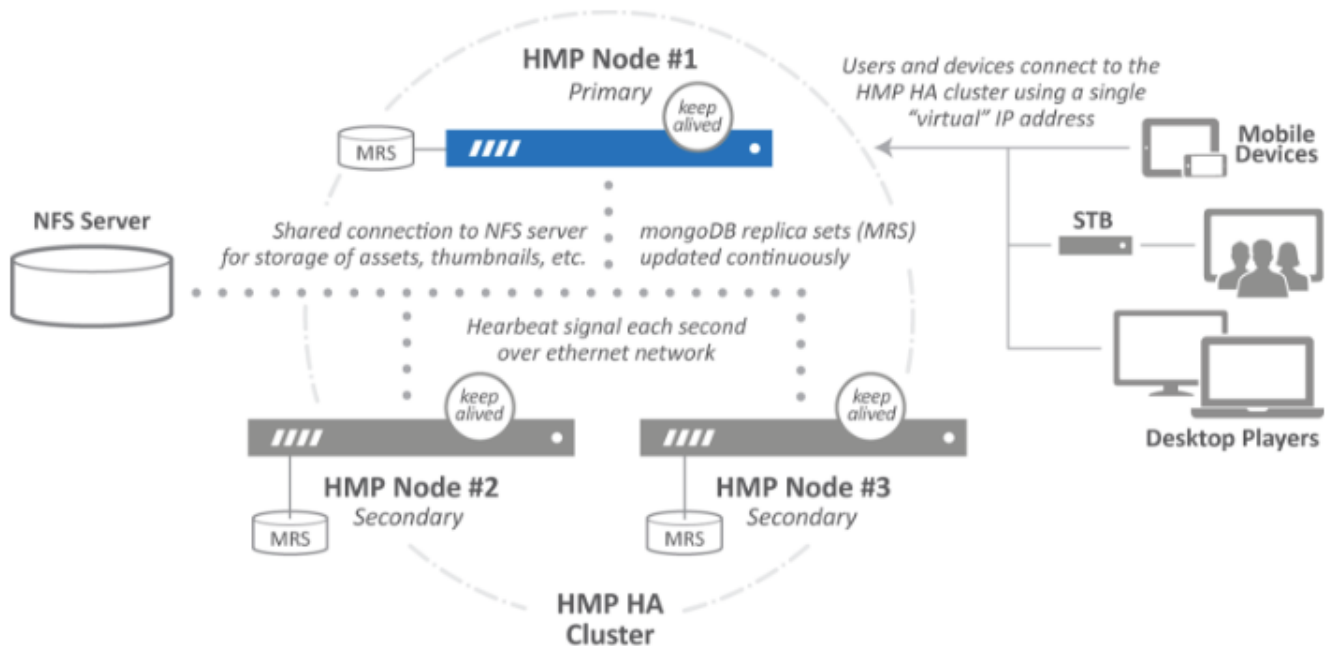 HMP Node #1
Primary
keep
alived
MRS
Users and devices connect to the
HMP HA cluster using a single
“virtual” IP address
Mobile
Devices
NFS Server
Shared connection to NFS server
for storage of assets, thumbnails, etc.
mongoDB replica sets (MRS)
updated continuously
STB
Hearbeat signal each second
over ethernet network
keep
alived
keep
alived
Desktop Players
HMP Node #2
Secondary
MRS
HMP Node #3
Secondary
MRS
HMP HA
Cluster